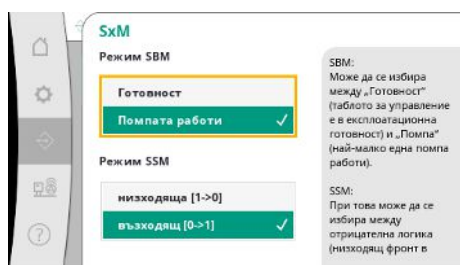 SxM
Режим SBM
Готовност
Помпата работи
Режим SSM
низходяща [1->0]
възходящ [0->1]
SBM:
Може да се избира
между „Готовност“
(таблото за управление
е в експлоатационна
готовност) и „Помпа“
(най-малко една помпа
работи).
SSM:
При това може да се
избира между
отрицателна логика
(низходящ фронт в